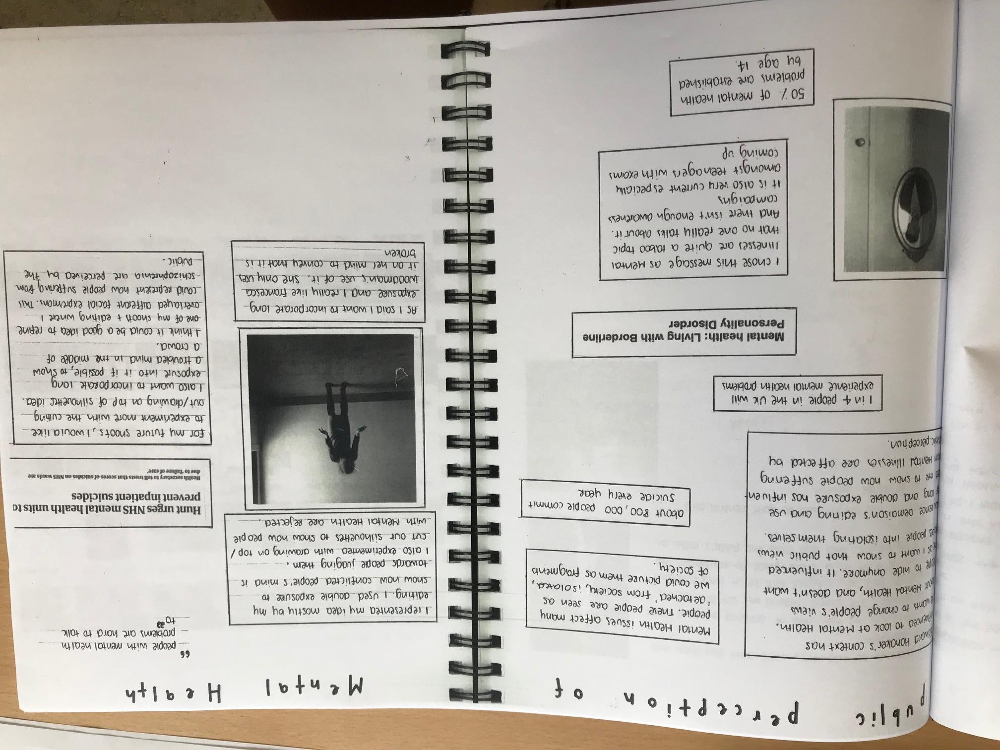 Public perception of Mental Health
Edward Honaker's context has
to look at Mental Health.
wants to change people's views
Mental Health, and doesn't want
to hide anymore. It influenced
as I want to show that public views
people into isolating themselves.
Demaison's editing and use
long and double exposure has influen
me to show how people suffering
Mental Illnesses are affected by
perception.
Mental Health issues affect many
people. These people are seen as
'detached' from society, isolated,
we could picture them as fragments
of society.
about 800,000 people commit
suicide every year
1 in 4 people in the UK will
experience mental health problems
Mental health: Living with Borderline
Personality Disorder
I chose this message as Mental
Illnesses are quite a taboo topic
that no one really talks about it.
And there isn't enough awareness
campaigns
It is also very current especially
amongst teenagers with exams
coming up
50% of mental health
problems are established
by age 14.
I represented my idea mostly by my
editing. I used double exposure to
show how conflicted people's mind is
towards people judging them.
I also experimented with drawing on top/
cut out silhouettes to show how people
with Mental Health are rejected.
As I said I want to incorporate long
exposure and I really like Francesca
Woodman's use of it. She only uses
it on her mind to convey that it is
broken
“ people with mental health
problems are hard to talk
to ”
Hunt urges NHS mental health units to
prevent inpatient suicides
Health secretary to tell trusts that scores of suicides on NHS wards are
due to 'failure of care'
For my future shoots, I would like
to experiment more with the cutting
out/drawing on top of silhouettes idea.
I also want to incorporate long
exposure into it if possible, to show
a troubled mind in the middle of
a crowd.
I think it could be a good idea to refine
one of my shoots + editing where I
overlayed different facial expressions. This
could represent how people suffering from
schizophrenia are perceived by the
public.